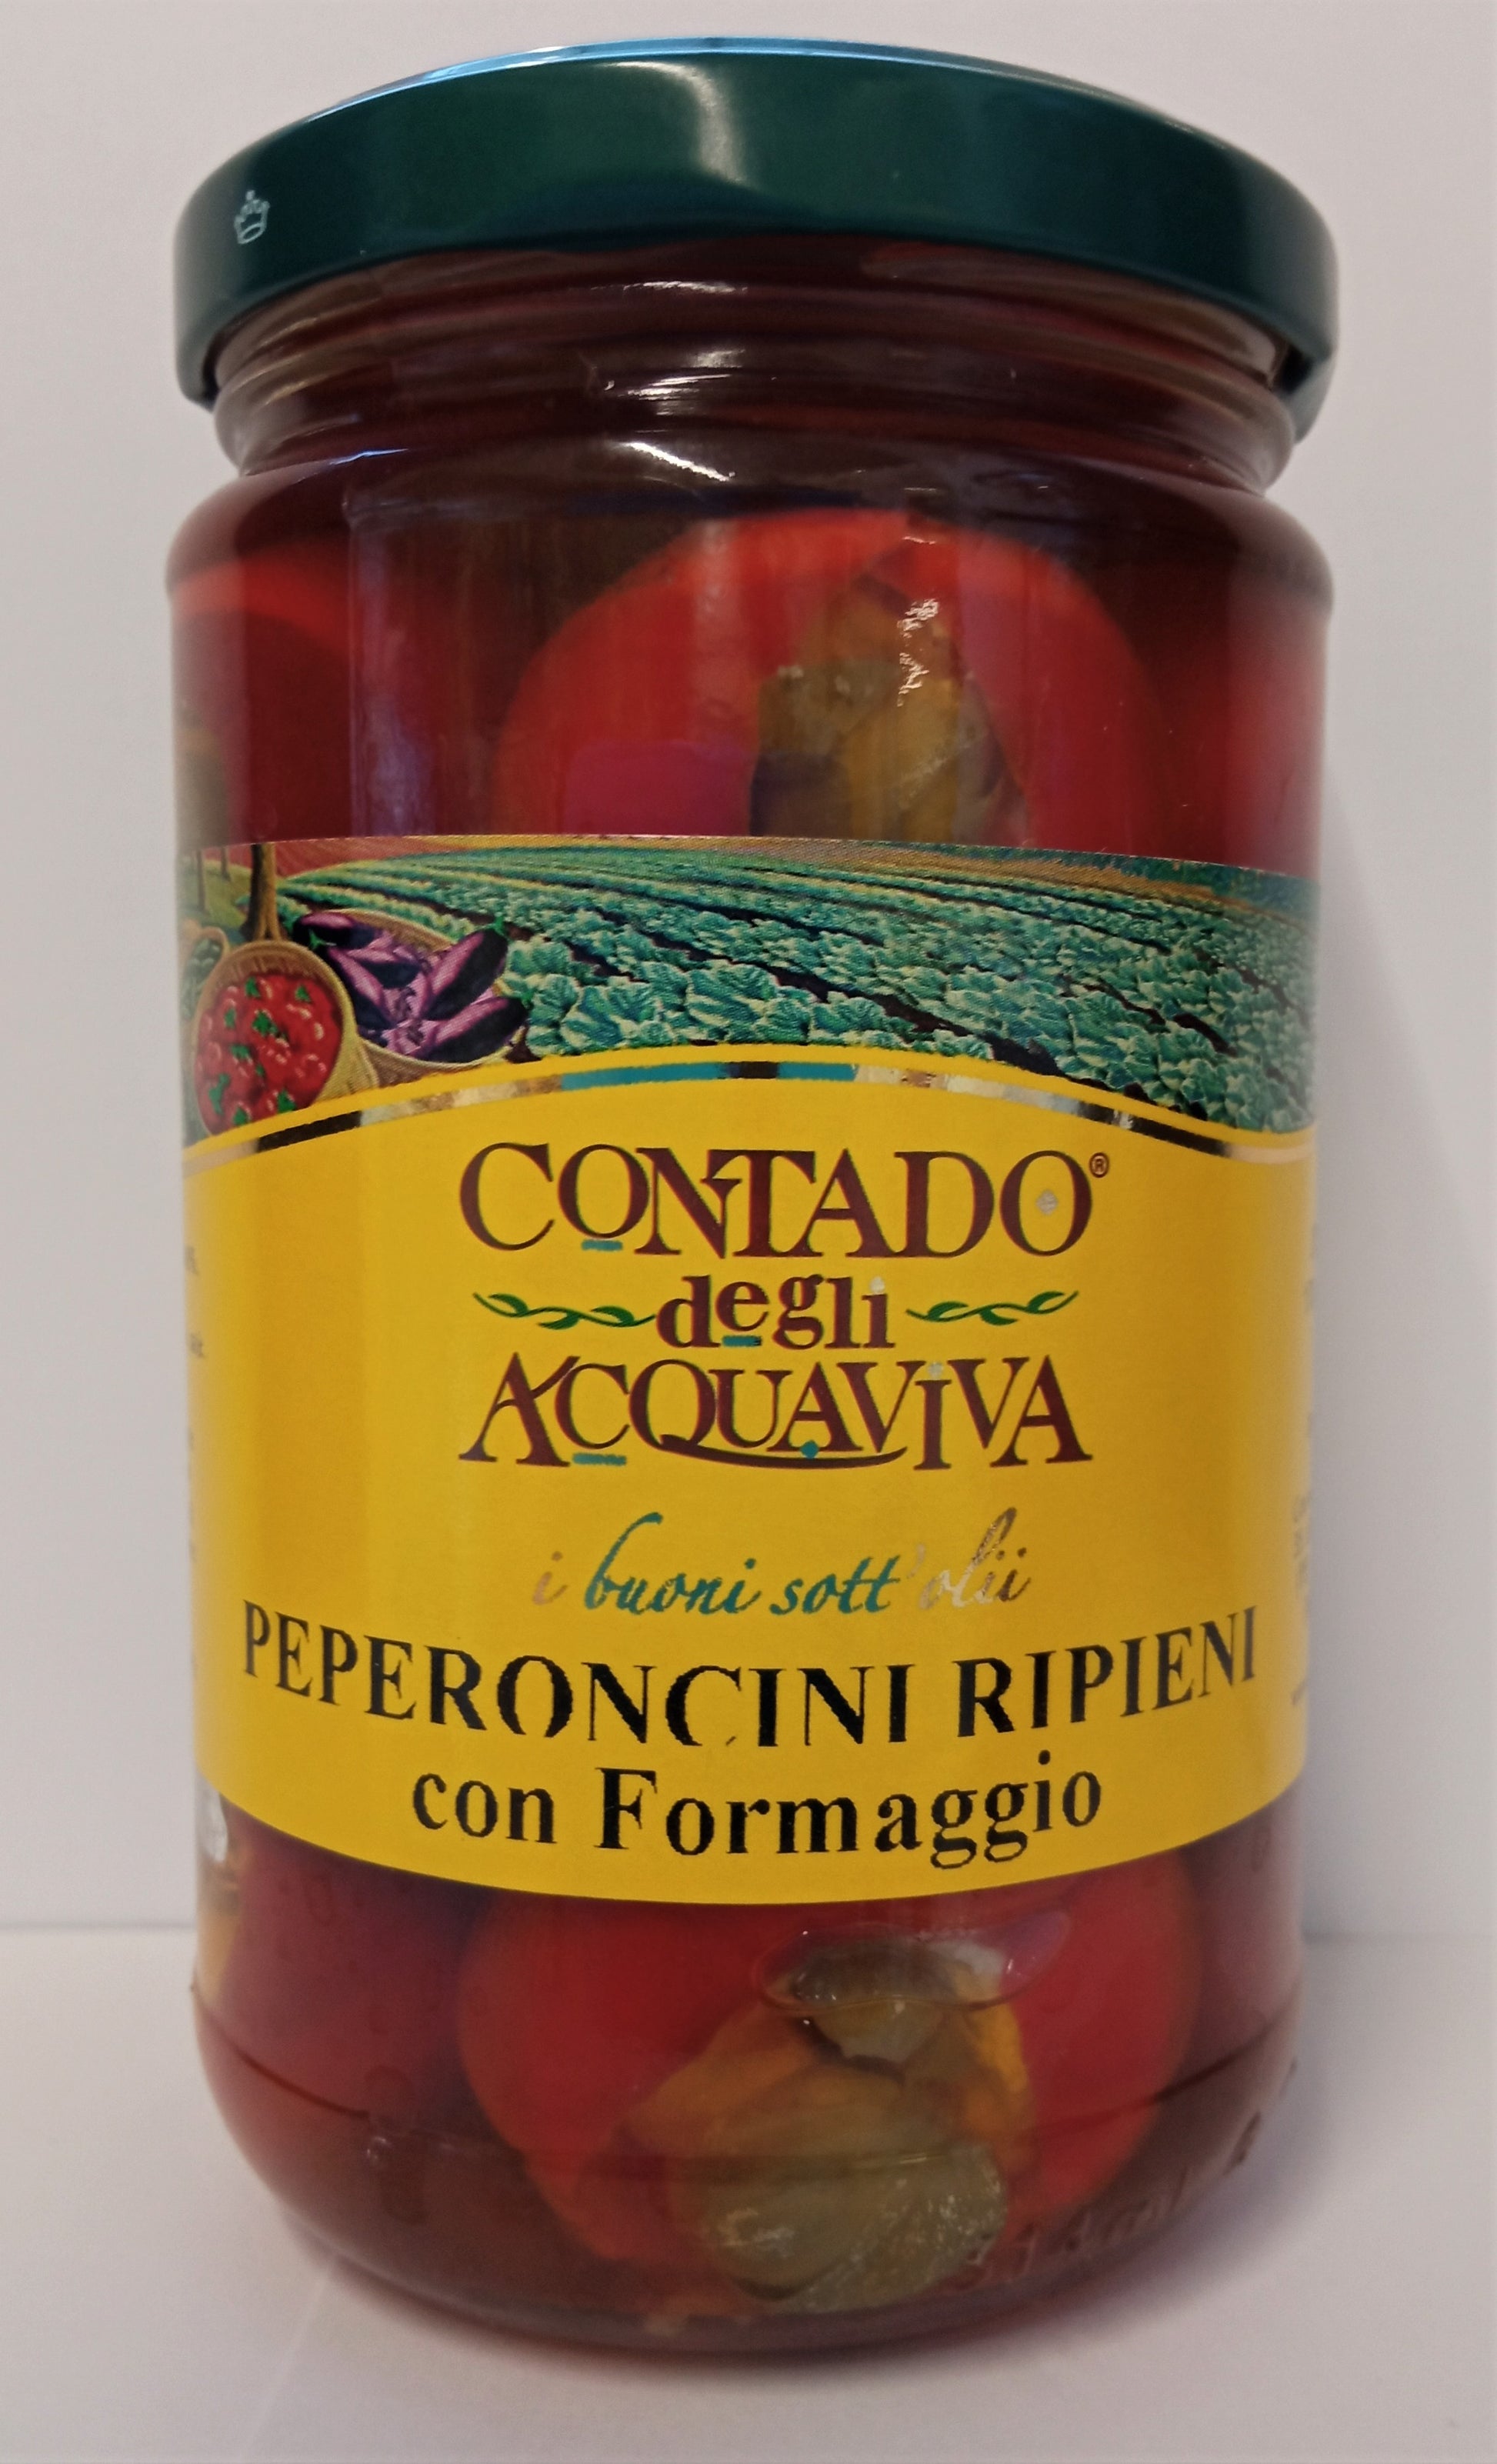 CONTADO®
degli
ACQUAVIVA
i buoni sott'olii
PEPERONCINI RIPIENI
con Formaggio